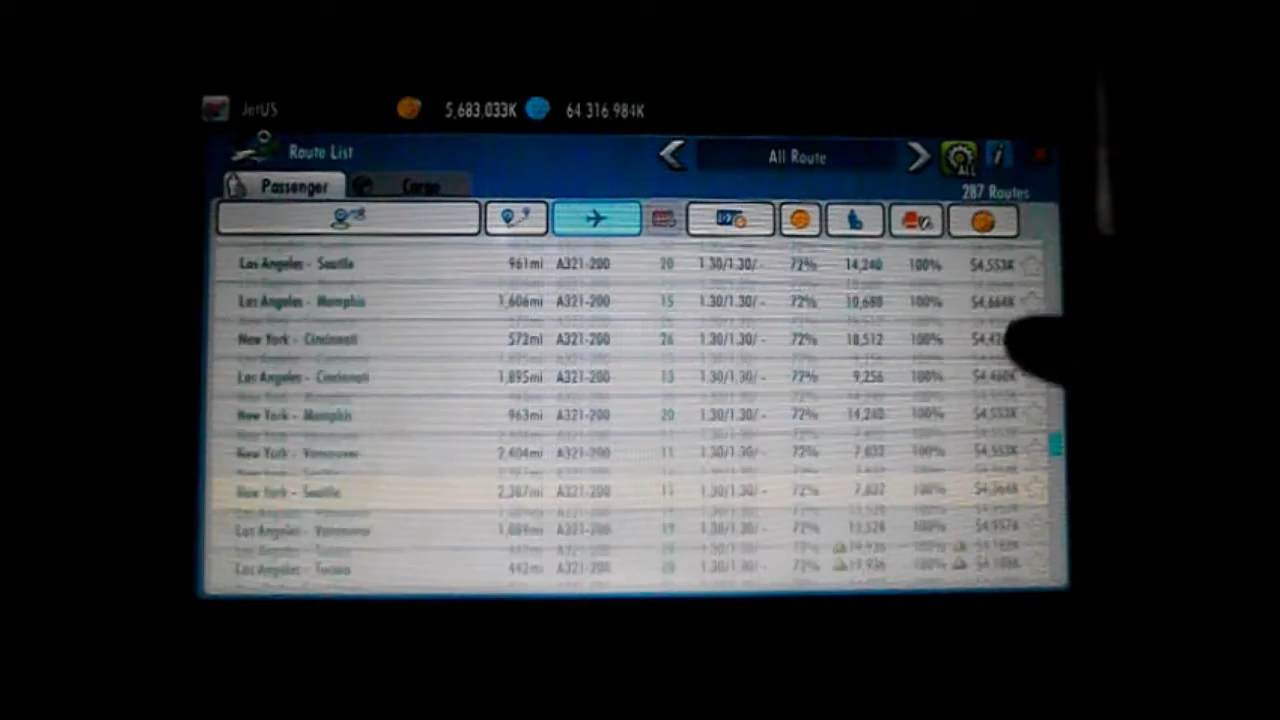 JetUS 5,683,033K 64,316,984K
Route List All Route ALL
Passenger Cargo 287 Routes
Los Angeles - Seattle 961mi A321-200 20 1.30/1.30/- 72% 14,240 100% $4,553K
Los Angeles - Memphis 1,606mi A321-200 15 1.30/1.30/- 72% 10,680 100% $4,664K
New York - Cincinnati 572mi A321-200 26 1.30/1.30/- 72% 18,512 100%
Los Angeles - Cincinnati 1,895mi A321-200 13 1.30/1.30/- 72% 9,256 100% $4,460K
New York - Memphis 963mi A321-200 20 1.30/1.30/- 72% 14,240 100% $4,553K
New York - Vancouver 2,404mi A321-200 11 1.30/1.30/- 72% 7,832 100% $4,553K
New York - Seattle 2,387mi A321-200 11 1.30/1.30/- 72% 7,832 100% $4,364K
Los Angeles - Vancouver A321-200 19 1.30/1.30/- 72% 13,528 100%
Los Angeles - Tucson 442mi A321-200 28 1.30/1.30/- 72% 19,936 100%